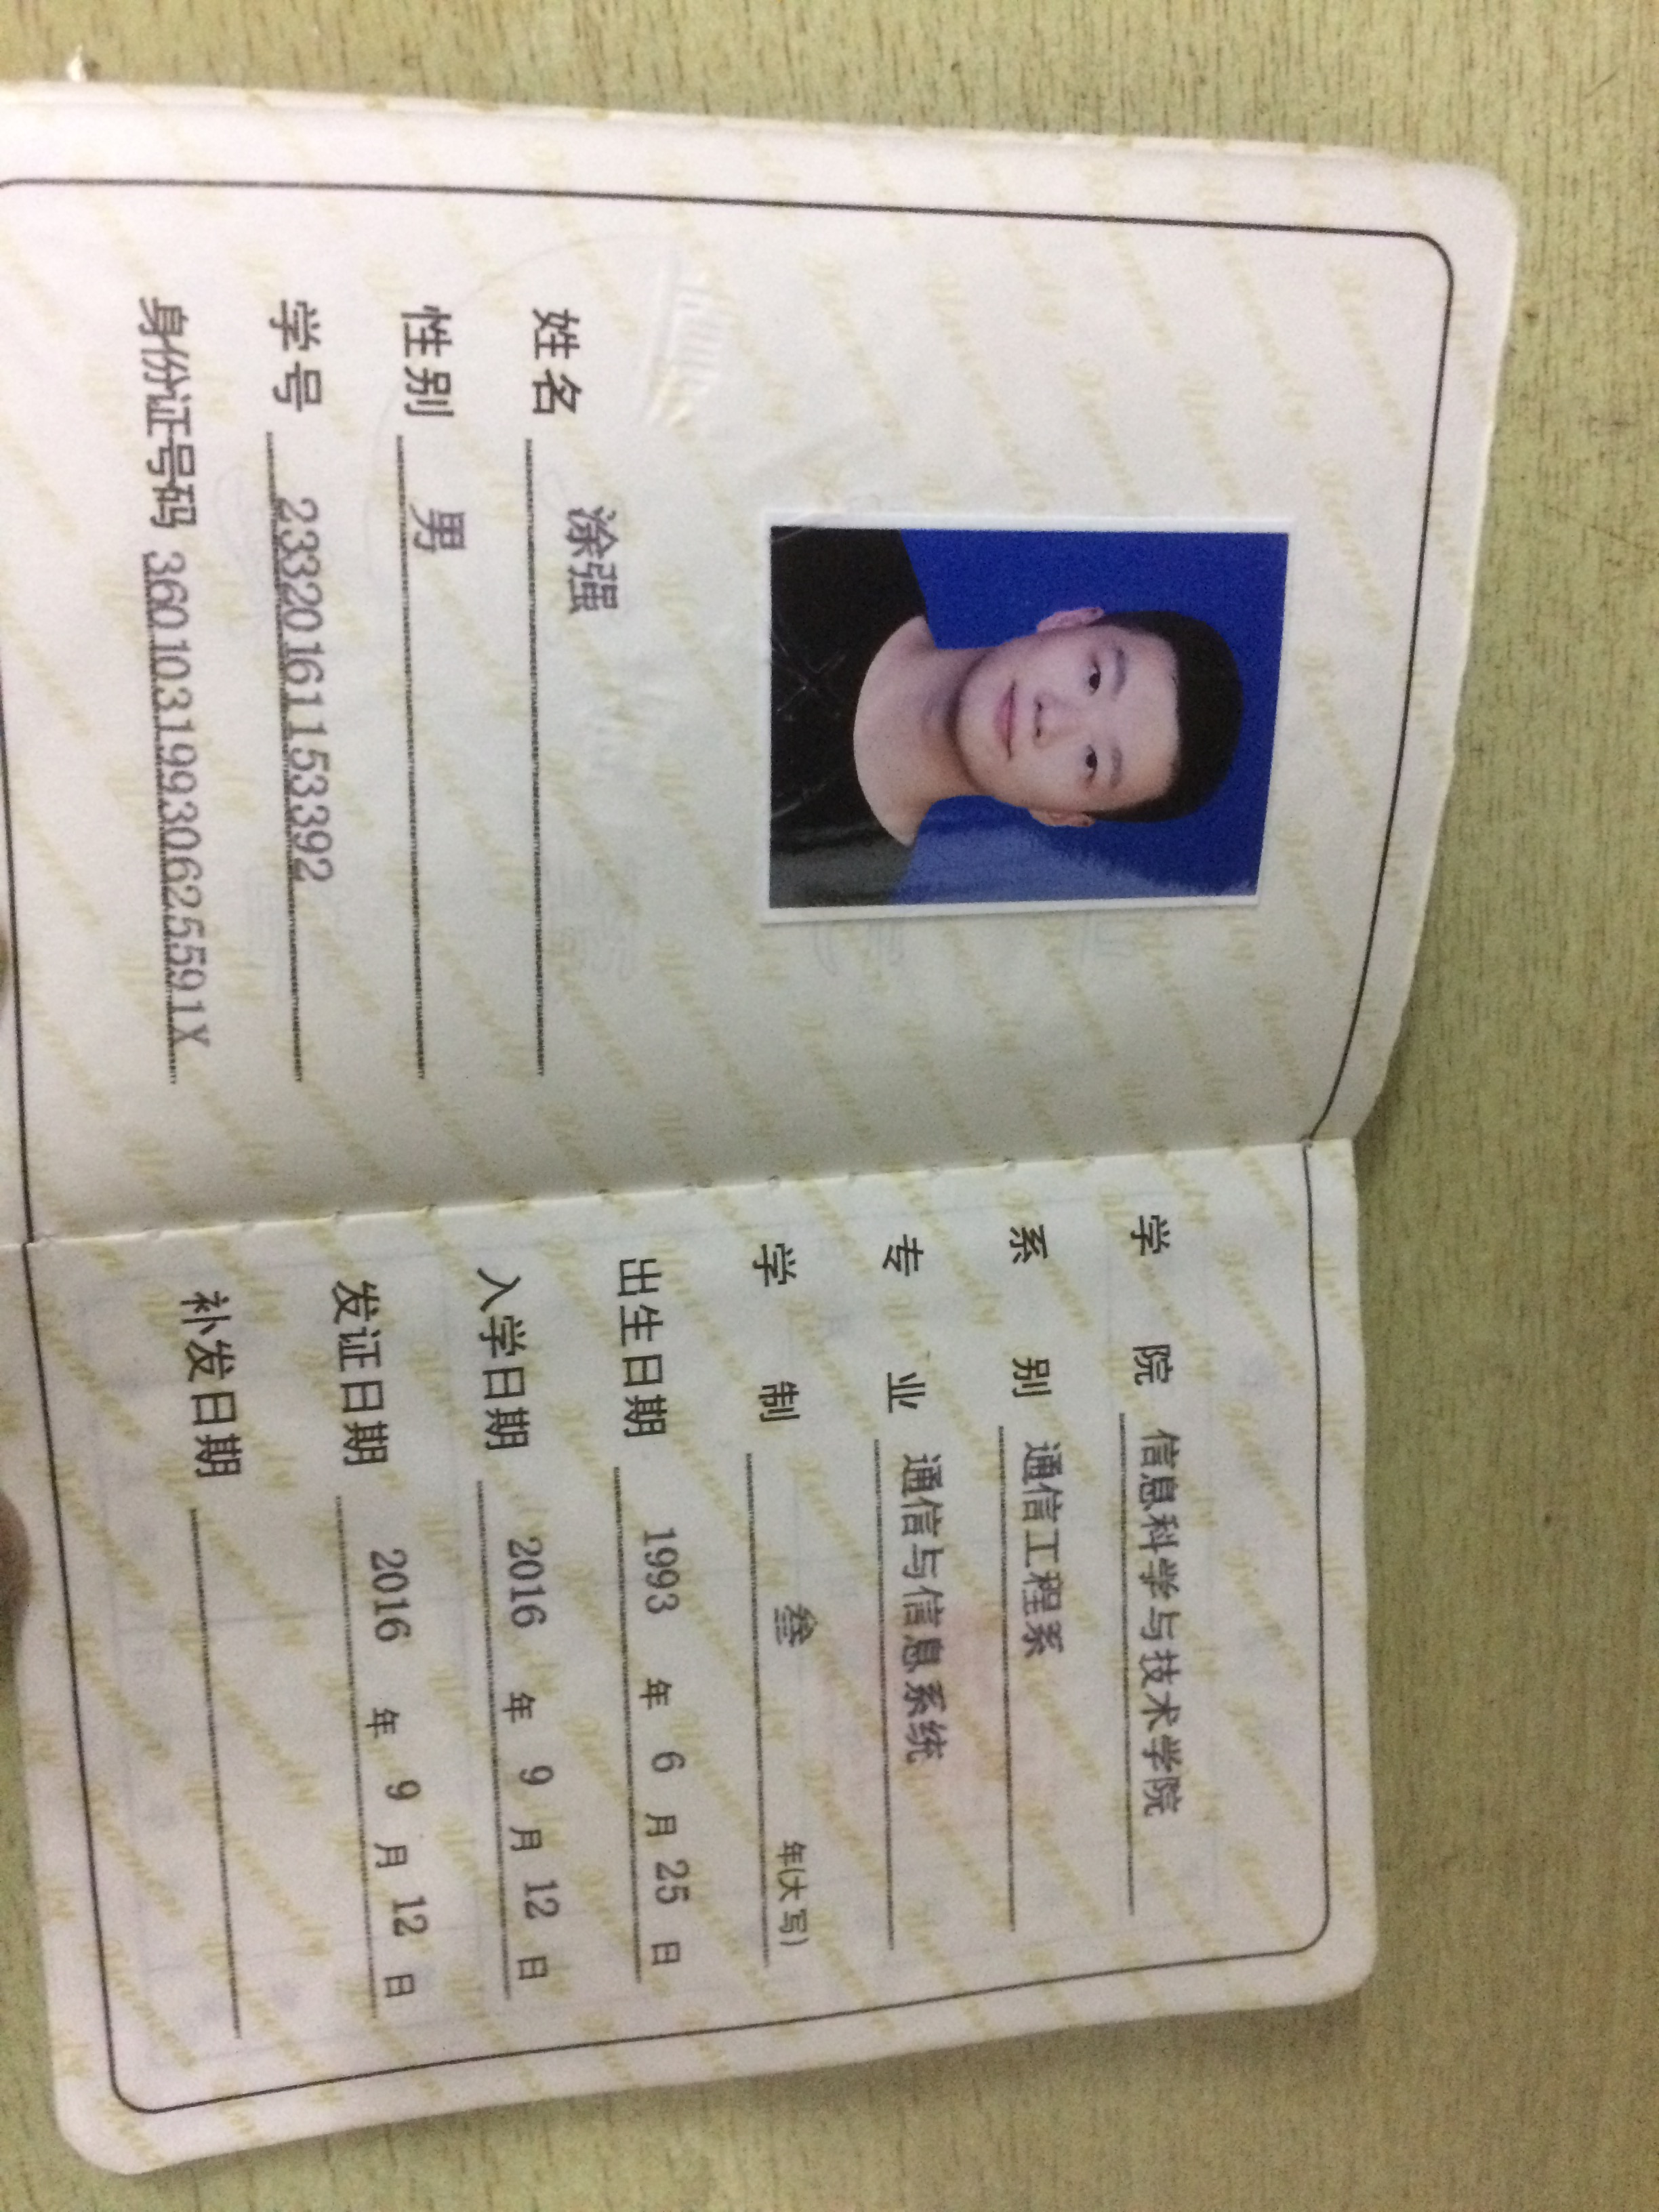 姓名 涂强
性别 男
学号 23320161153392
身份证号码 36010319930625591X
学院 信息科学与技术学院
系别 通信工程系
专业 通信与信息系统
学制 叁 年(大写)
出生日期 1993 年 6 月 25 日
入学日期 2016 年 9 月 12 日
发证日期 2016 年 9 月 12 日
补发日期